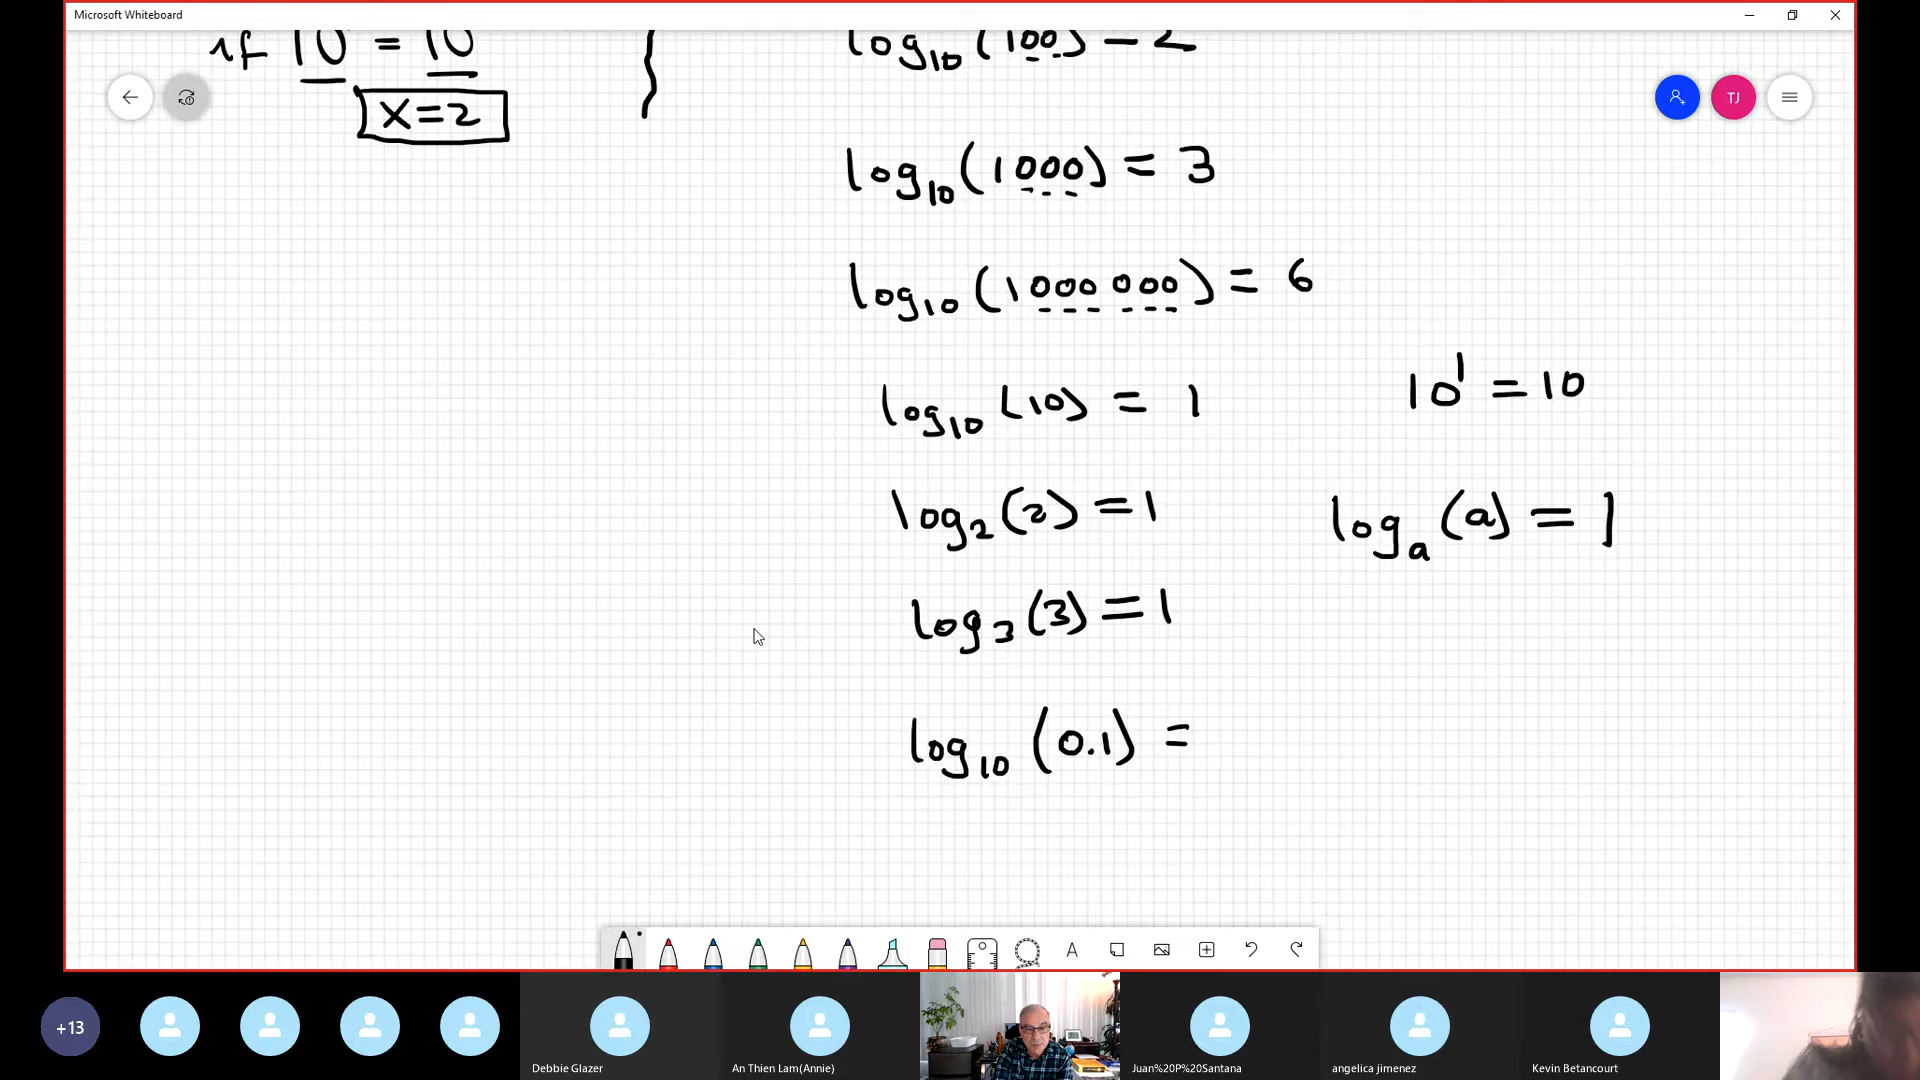 Microsoft Whiteboard
if 10 = 10
x=2
log10 (100) = 2
TJ
log10 (1000) = 3
log10 (1000 000) = 6
log10 (10) = 1
10^1 = 10
log2 (2) = 1
loga (a) = 1
log3 (3) = 1
log10 (0.1) =
A
+13
Debbie Glazer
An Thien Lam(Annie)
Juan%20P%20Santana
angelica jimenez
Kevin Betancourt